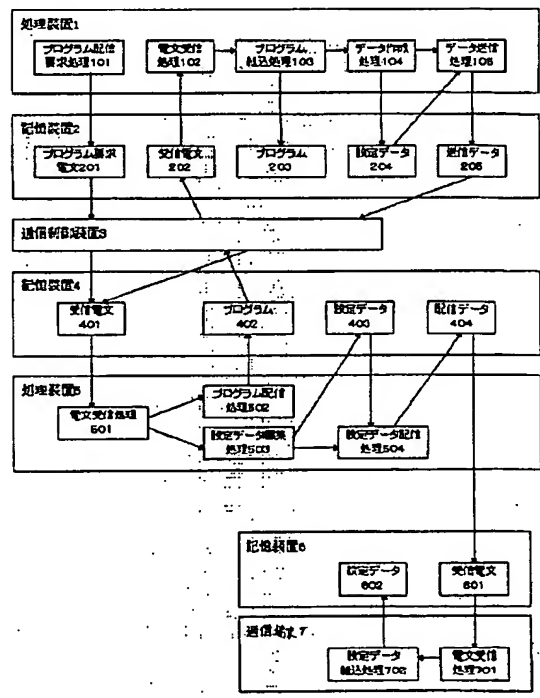 処理装置1
プログラム配信
要求処理101
電文受信
処理102
プログラム
組込処理103
データ作成
処理104
データ送信
処理105
記憶装置2
プログラム要求
電文201
受信電文
202
プログラム
203
設定データ
204
送信データ
205
通信制御装置3
記憶装置4
受信電文
401
プログラム
402
設定データ
403
配信データ
404
処理装置5
電文受信処理
501
プログラム配信
処理502
設定データ編集
処理503
設定データ配信
処理504
記憶装置6
設定データ
602
受信電文
601
通信端末7
設定データ
組込処理702
電文受信
処理701